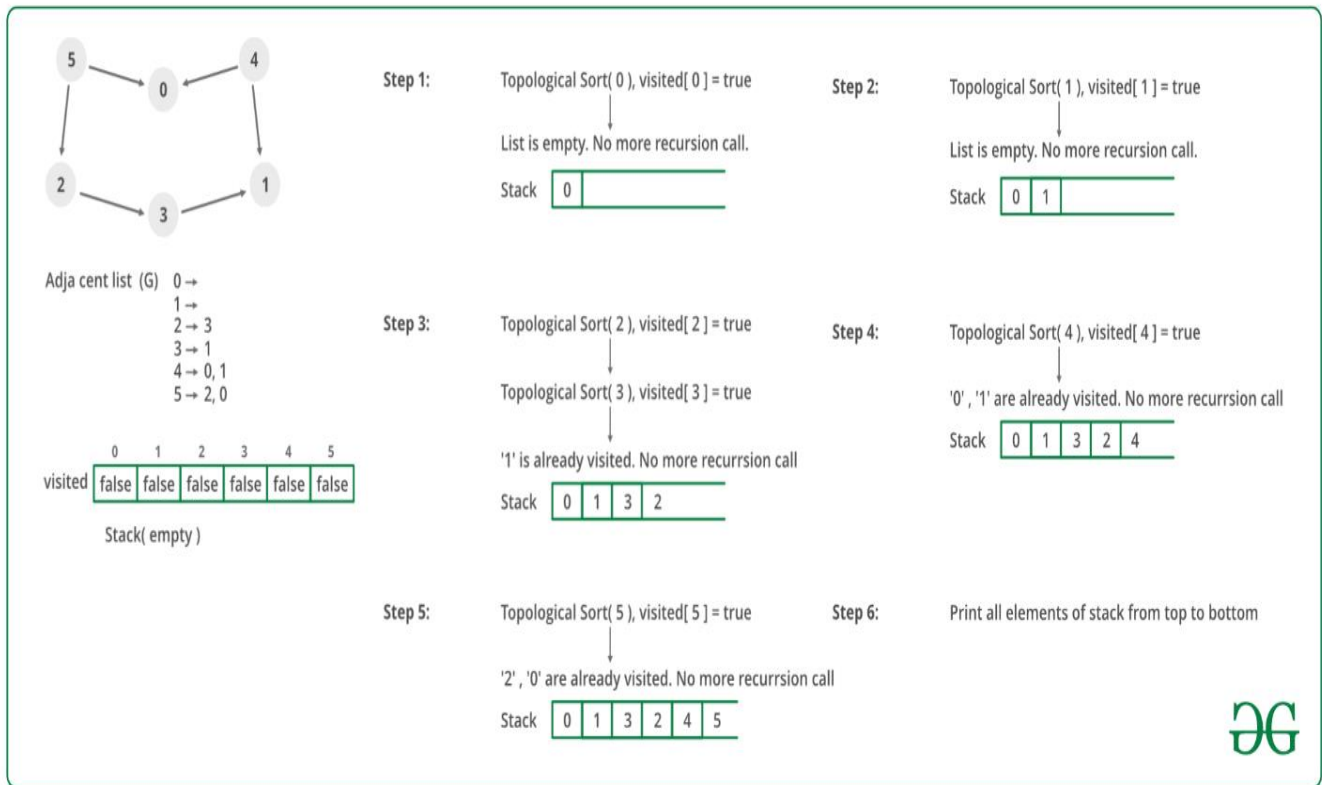 5
4
0
2
1
3
Adja cent list (G) 0 →
1 →
2 → 3
3 → 1
4 → 0, 1
5 → 2, 0
0 1 2 3 4 5
visited false false false false false false
Stack( empty )
Step 1: Topological Sort( 0 ), visited[ 0 ] = true
List is empty. No more recursion call.
Stack 0
Step 2: Topological Sort( 1 ), visited[ 1 ] = true
List is empty. No more recursion call.
Stack 0 1
Step 3: Topological Sort( 2 ), visited[ 2 ] = true
Topological Sort( 3 ), visited[ 3 ] = true
'1' is already visited. No more recurrsion call
Stack 0 1 3 2
Step 4: Topological Sort( 4 ), visited[ 4 ] = true
'0' , '1' are already visited. No more recurrsion call
Stack 0 1 3 2 4
Step 5: Topological Sort( 5 ), visited[ 5 ] = true
'2' , '0' are already visited. No more recurrsion call
Stack 0 1 3 2 4 5
Step 6: Print all elements of stack from top to bottom